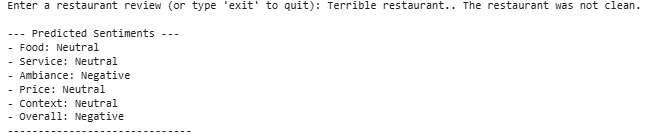 Enter a restaurant review (or type 'exit' to quit): Terrible restaurant.. The restaurant was not clean.
--- Predicted Sentiments ---
- Food: Neutral
- Service: Neutral
- Ambiance: Negative
- Price: Neutral
- Context: Neutral
- Overall: Negative
------------------------------